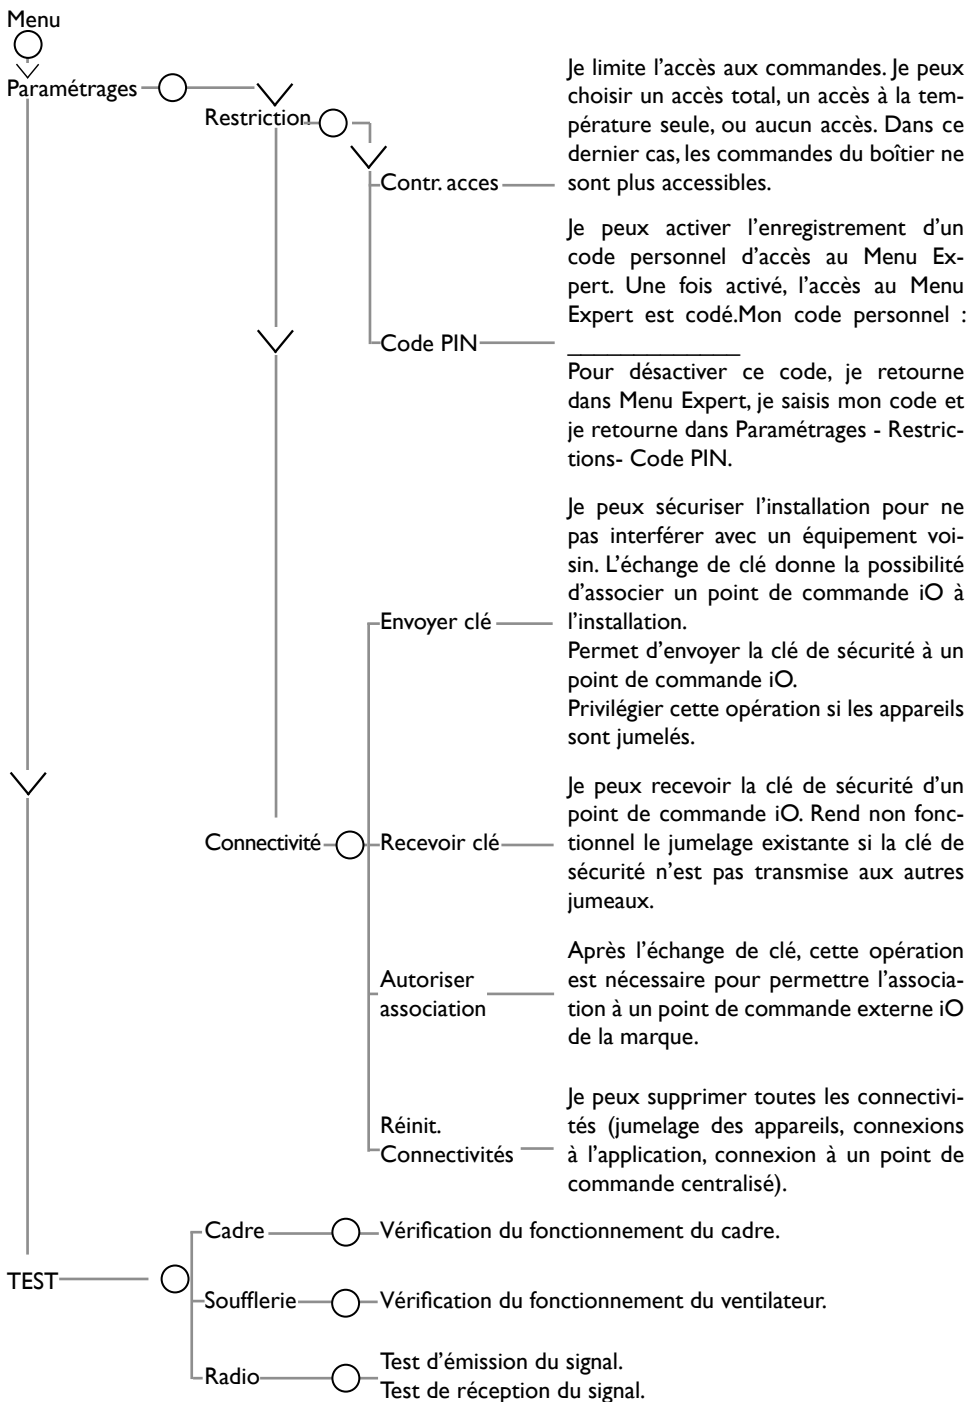 Menu
Paramétrages
Restriction
Contr. acces
Je limite l’accès aux commandes. Je peux
choisir un accès total, un accès à la tem-
pérature seule, ou aucun accès. Dans ce
dernier cas, les commandes du boîtier ne
sont plus accessibles.
Code PIN
Je peux activer l’enregistrement d’un
code personnel d’accès au Menu Ex-
pert. Une fois activé, l’accès au Menu
Expert est codé.Mon code personnel :
_____________
Pour désactiver ce code, je retourne
dans Menu Expert, je saisis mon code et
je retourne dans Paramétrages - Restric-
tions- Code PIN.
Connectivité
Envoyer clé
Je peux sécuriser l’installation pour ne
pas interférer avec un équipement voi-
sin. L’échange de clé donne la possibilité
d’associer un point de commande iO à
l’installation.
Permet d’envoyer la clé de sécurité à un
point de commande iO.
Privilégier cette opération si les appareils
sont jumelés.
Recevoir clé
Je peux recevoir la clé de sécurité d’un
point de commande iO. Rend non fonc-
tionnel le jumelage existante si la clé de
sécurité n’est pas transmise aux autres
jumeaux.
Autoriser
association
Après l’échange de clé, cette opération
est nécessaire pour permettre l’associa-
tion à un point de commande externe iO
de la marque.
Réinit.
Connectivités
Je peux supprimer toutes les connectivi-
tés (jumelage des appareils, connexions
à l’application, connexion à un point de
commande centralisé).
TEST
Cadre
Vérification du fonctionnement du cadre.
Soufflerie
Vérification du fonctionnement du ventilateur.
Radio
Test d’émission du signal.
Test de réception du signal.